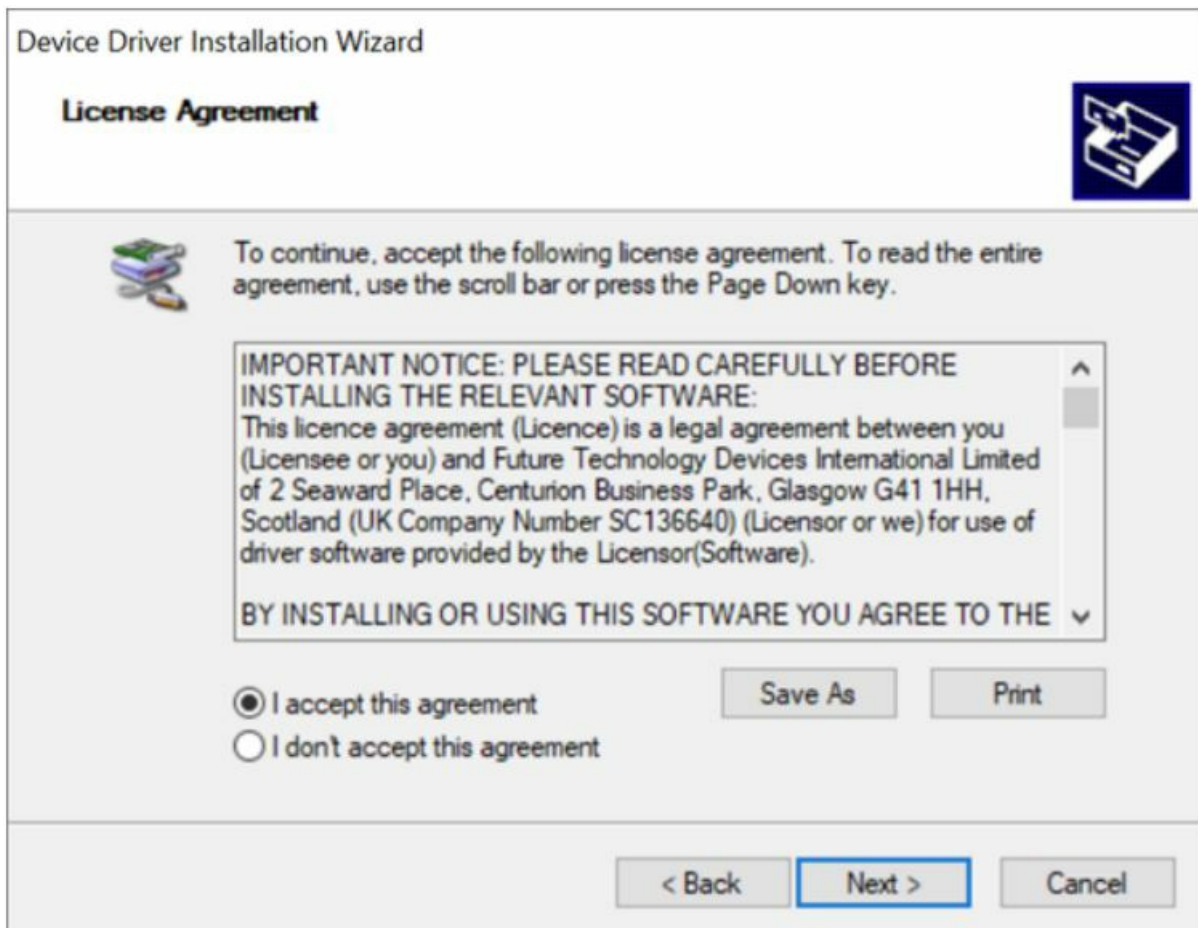 Device Driver Installation Wizard
License Agreement
To continue, accept the following license agreement. To read the entire
agreement, use the scroll bar or press the Page Down key.
IMPORTANT NOTICE: PLEASE READ CAREFULLY BEFORE
INSTALLING THE RELEVANT SOFTWARE:
This licence agreement (Licence) is a legal agreement between you
(Licensee or you) and Future Technology Devices International Limited
of 2 Seaward Place, Centurion Business Park, Glasgow G41 1HH,
Scotland (UK Company Number SC136640) (Licensor or we) for use of
driver software provided by the Licensor(Software).
BY INSTALLING OR USING THIS SOFTWARE YOU AGREE TO THE
I accept this agreement
Save As
Print
I don't accept this agreement
< Back
Next >
Cancel